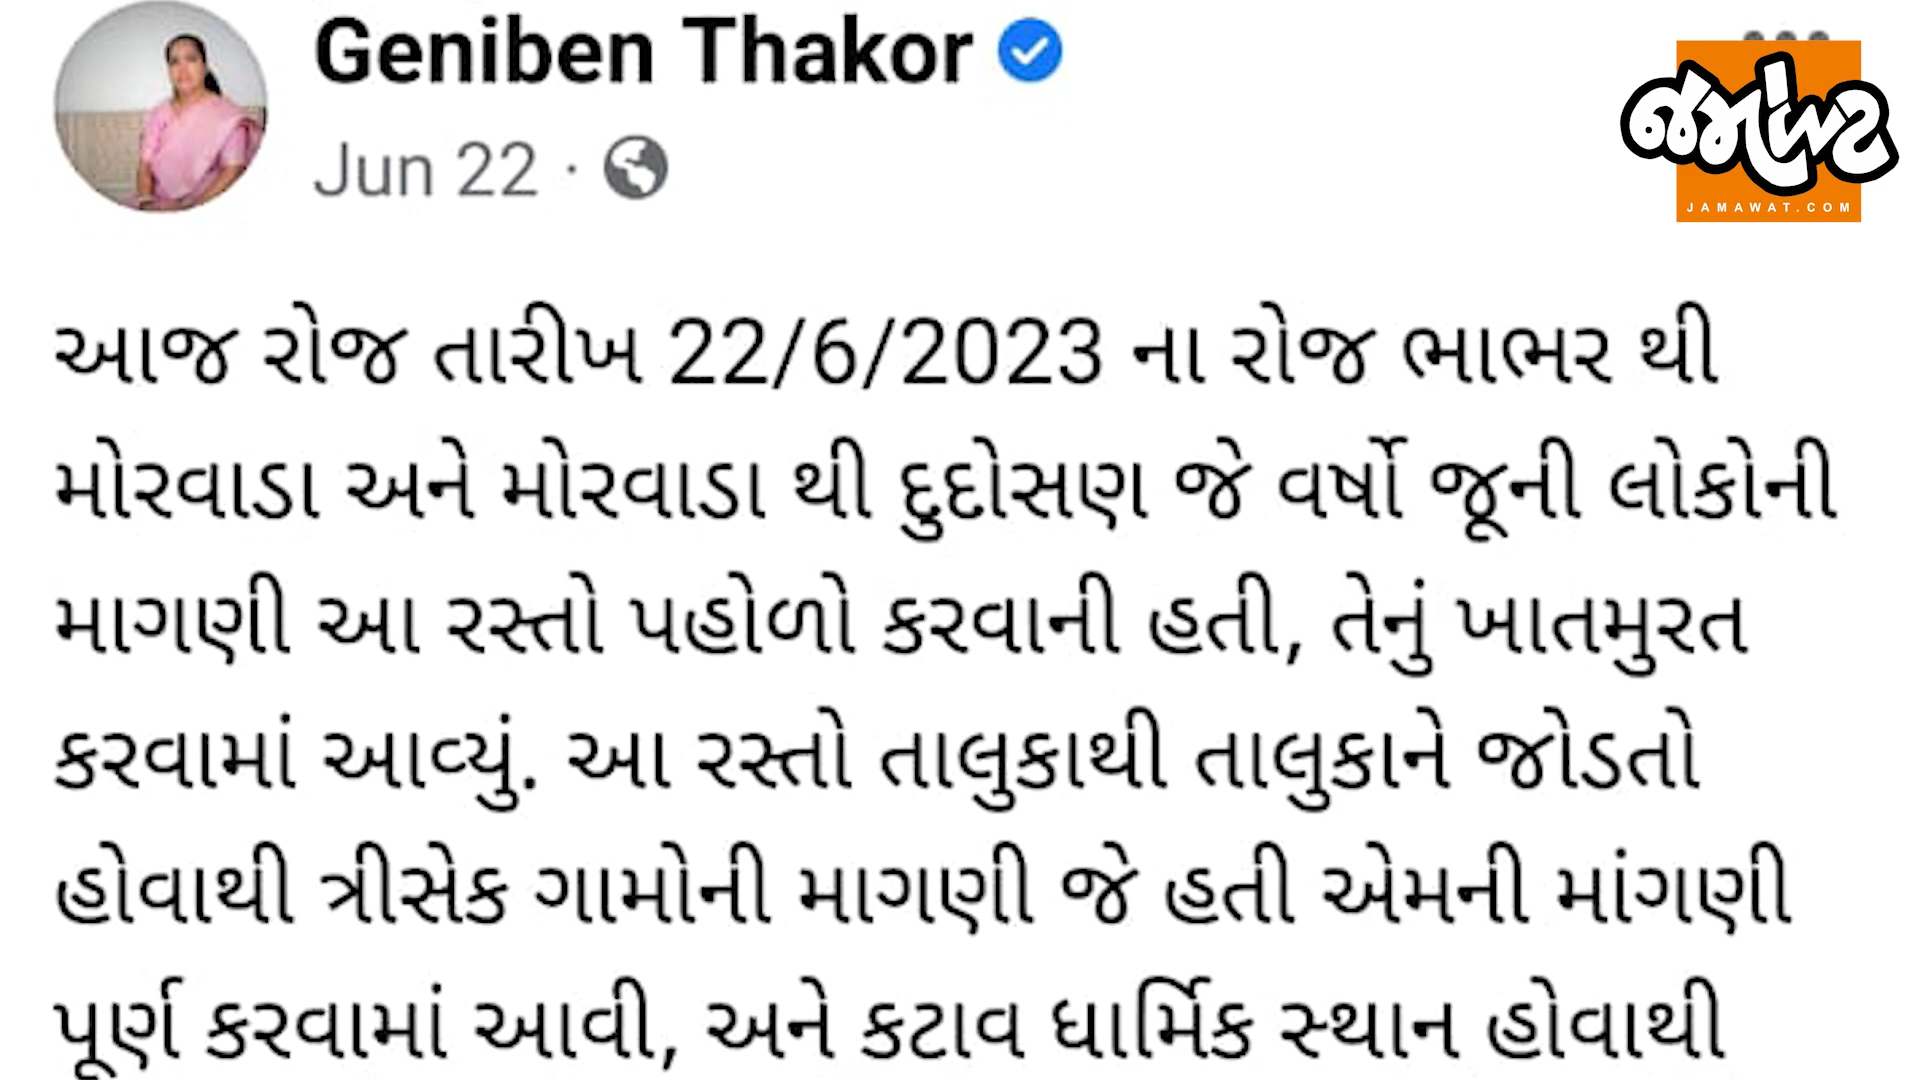 Geniben Thakor
Jun 22 ·
જમાવટ
JAMAWAT.COM
આજ રોજ તારીખ 22/6/2023 ના રોજ ભાભર થી
મોરવાડા અને મોરવાડા થી દુદોસણ જે વર્ષો જૂની લોકોની
માગણી આ રસ્તો પહોળો કરવાની હતી, તેનું ખાતમુરત
કરવામાં આવ્યું. આ રસ્તો તાલુકાથી તાલુકાને જોડતો
હોવાથી ત્રીસેક ગામોની માગણી જે હતી એમની માંગણી
પૂર્ણ કરવામાં આવી, અને કટાવ ધાર્મિક સ્થાન હોવાથી